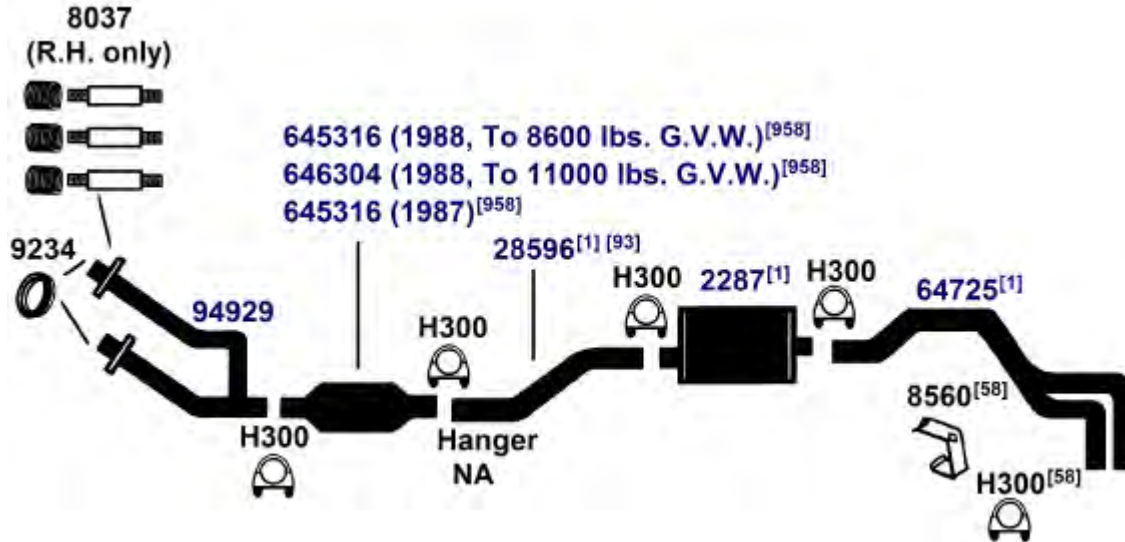 8037
(R.H. only)
645316 (1988, To 8600 lbs. G.V.W.)[958]
646304 (1988, To 11000 lbs. G.V.W.)[958]
645316 (1987)[958]
9234
28596[1] [93]
94929
H300
H300
2287[1]
H300
64725[1]
H300
Hanger
NA
8560[58]
H300[58]